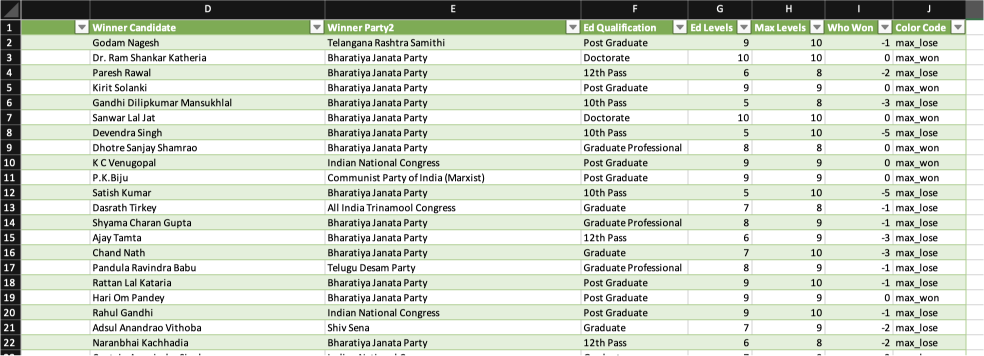 D E F G H I J
1 Winner Candidate Winner Party2 Ed Qualification Ed Levels Max Levels Who Won Color Code
2 Godam Nagesh Telangana Rashtra Samithi Post Graduate 9 10 -1 max_lose
3 Dr. Ram Shankar Katheria Bharatiya Janata Party Doctorate 10 10 0 max_won
4 Paresh Rawal Bharatiya Janata Party 12th Pass 6 8 -2 max_lose
5 Kirit Solanki Bharatiya Janata Party Post Graduate 9 9 0 max_won
6 Gandhi Dilipkumar Mansukhlal Bharatiya Janata Party 10th Pass 5 8 -3 max_lose
7 Sanwar Lal Jat Bharatiya Janata Party Doctorate 10 10 0 max_won
8 Devendra Singh Bharatiya Janata Party 10th Pass 5 10 -5 max_lose
9 Dhotre Sanjay Shamrao Bharatiya Janata Party Graduate Professional 8 8 0 max_won
10 K C Venugopal Indian National Congress Post Graduate 9 9 0 max_won
11 P.K.Biju Communist Party of India (Marxist) Post Graduate 9 9 0 max_won
12 Satish Kumar Bharatiya Janata Party 10th Pass 5 10 -5 max_lose
13 Dasrath Tirkey All India Trinamool Congress Graduate 7 8 -1 max_lose
14 Shyama Charan Gupta Bharatiya Janata Party Graduate Professional 8 9 -1 max_lose
15 Ajay Tamta Bharatiya Janata Party 12th Pass 6 9 -3 max_lose
16 Chand Nath Bharatiya Janata Party Graduate 7 10 -3 max_lose
17 Pandula Ravindra Babu Telugu Desam Party Graduate Professional 8 9 -1 max_lose
18 Rattan Lal Kataria Bharatiya Janata Party Post Graduate 9 10 -1 max_lose
19 Hari Om Pandey Bharatiya Janata Party Post Graduate 9 9 0 max_won
20 Rahul Gandhi Indian National Congress Post Graduate 9 10 -1 max_lose
21 Adsul Anandrao Vithoba Shiv Sena Graduate 7 9 -2 max_lose
22 Naranbhai Kachhadia Bharatiya Janata Party 12th Pass 6 8 -2 max_lose